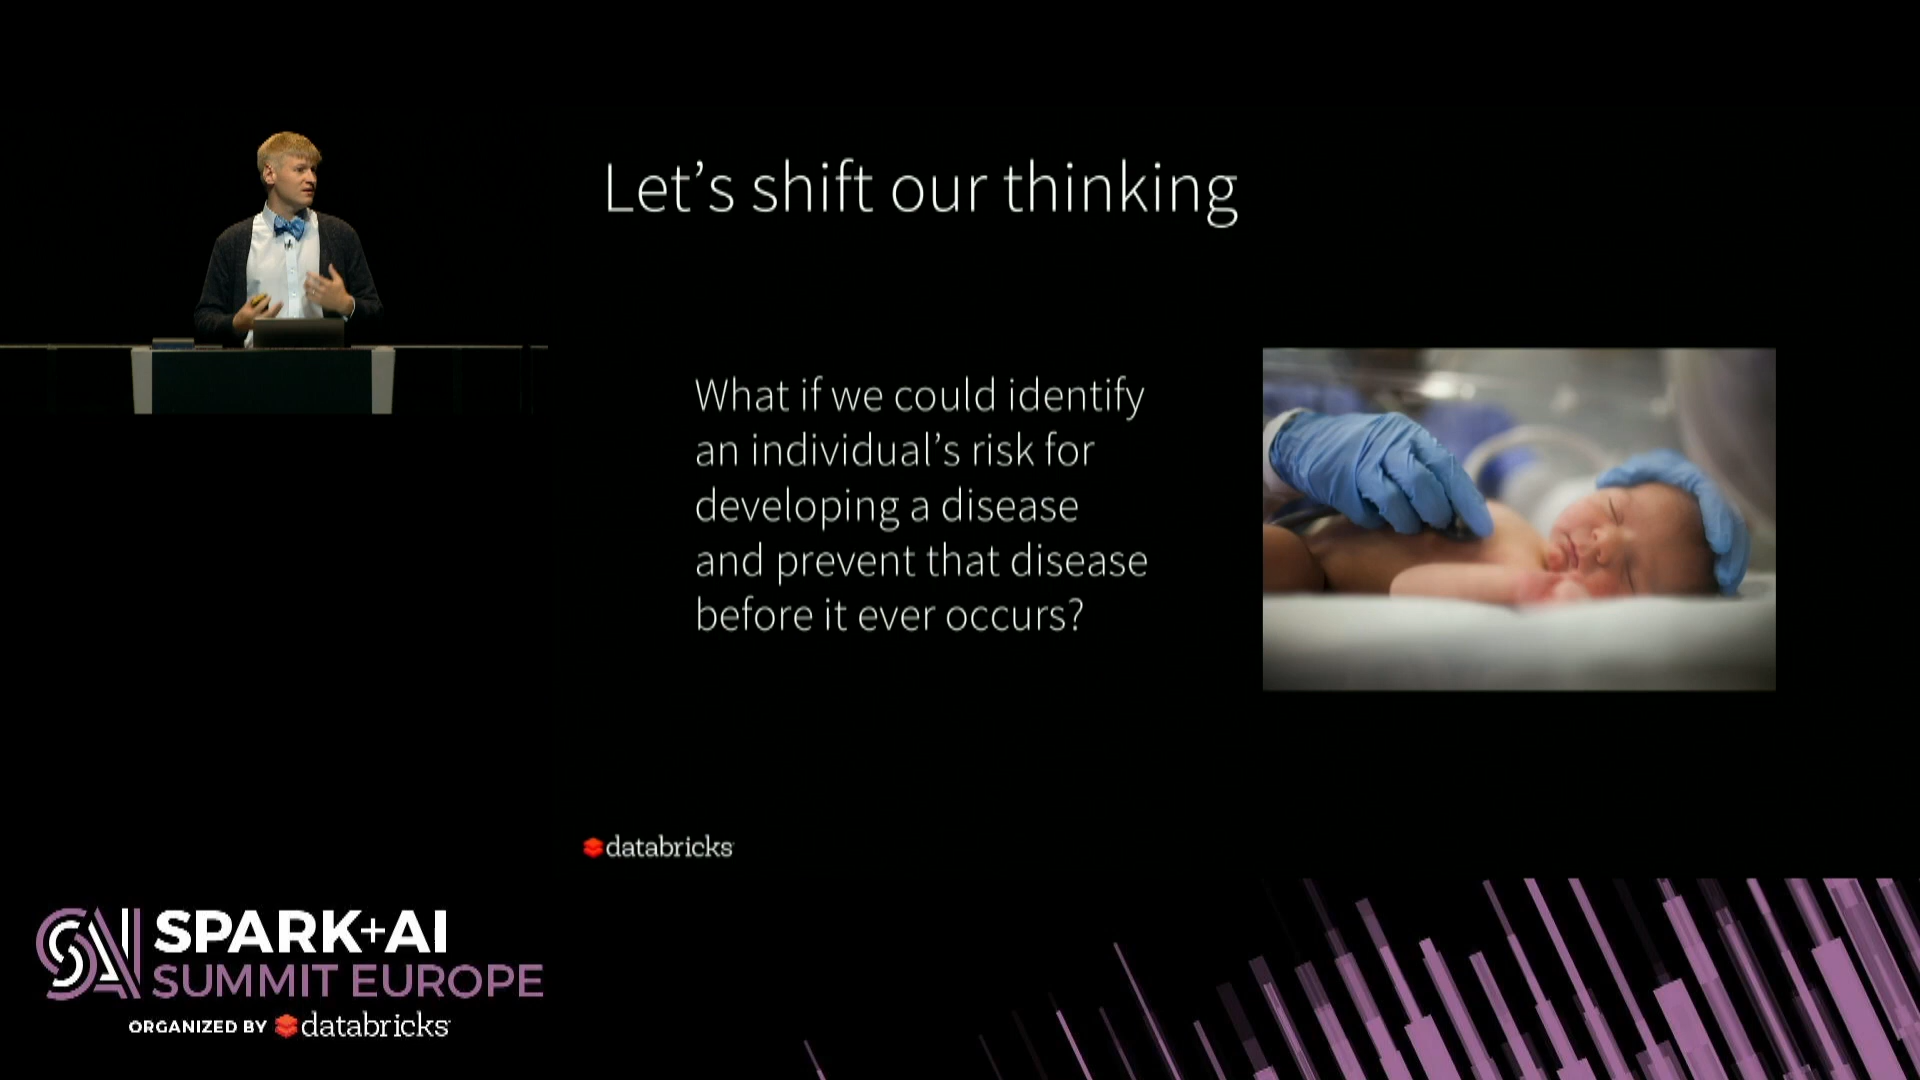 Let's shift our thinking
What if we could identify
an individual's risk for
developing a disease
and prevent that disease
before it ever occurs?
databricks
SPARK+AI
SUMMIT EUROPE
ORGANIZED BY databricks